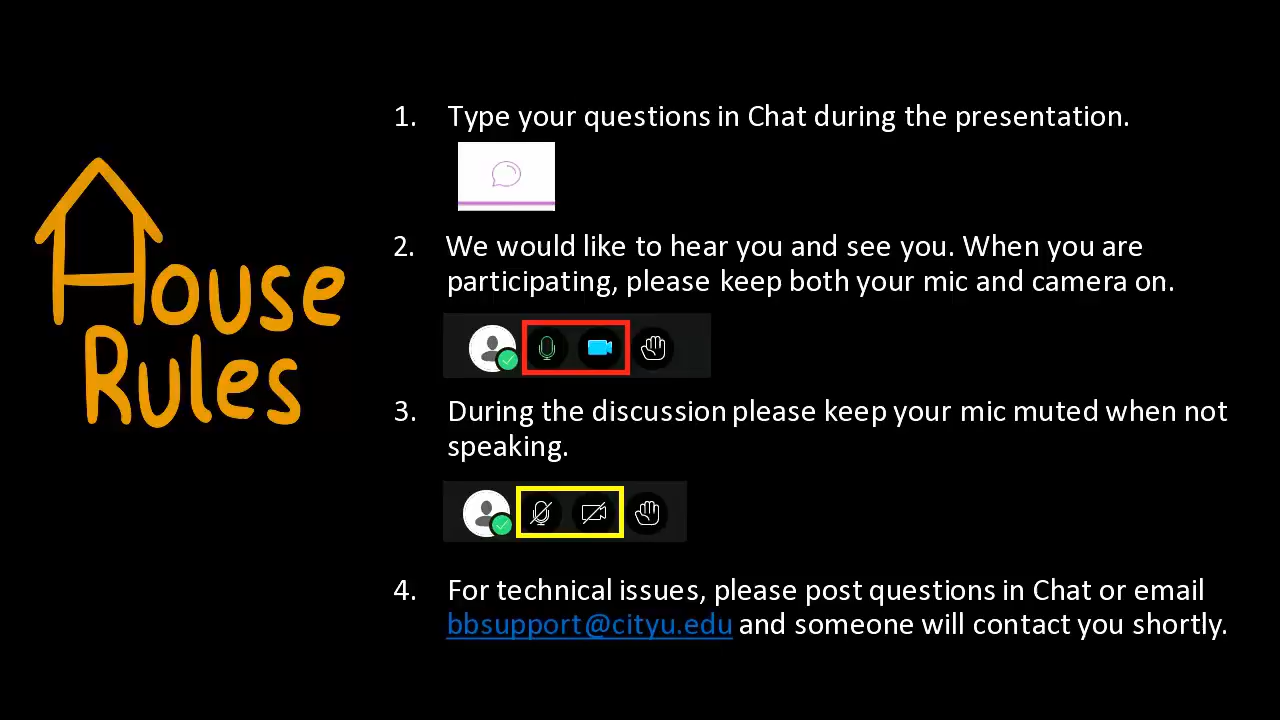 House
Rules
1. Type your questions in Chat during the presentation.
2. We would like to hear you and see you. When you are
participating, please keep both your mic and camera on.
3. During the discussion please keep your mic muted when not
speaking.
4. For technical issues, please post questions in Chat or email
bbsupport@cityu.edu and someone will contact you shortly.